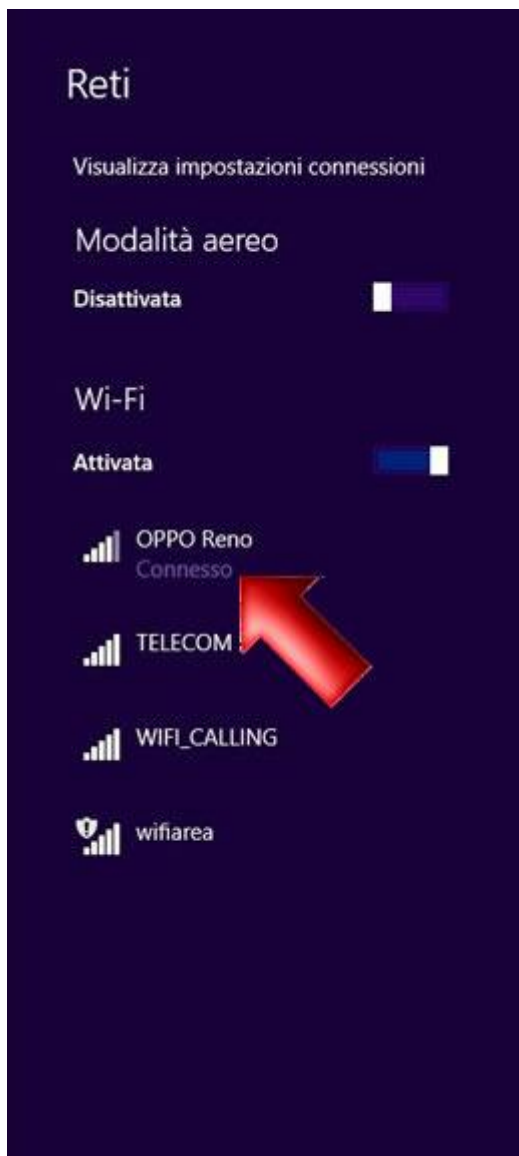 Reti
Visualizza impostazioni connessioni
Modalità aereo
Disattivata
Wi-Fi
Attivata
OPPO Reno
Connesso
TELECOM
WIFI_CALLING
wifiarea